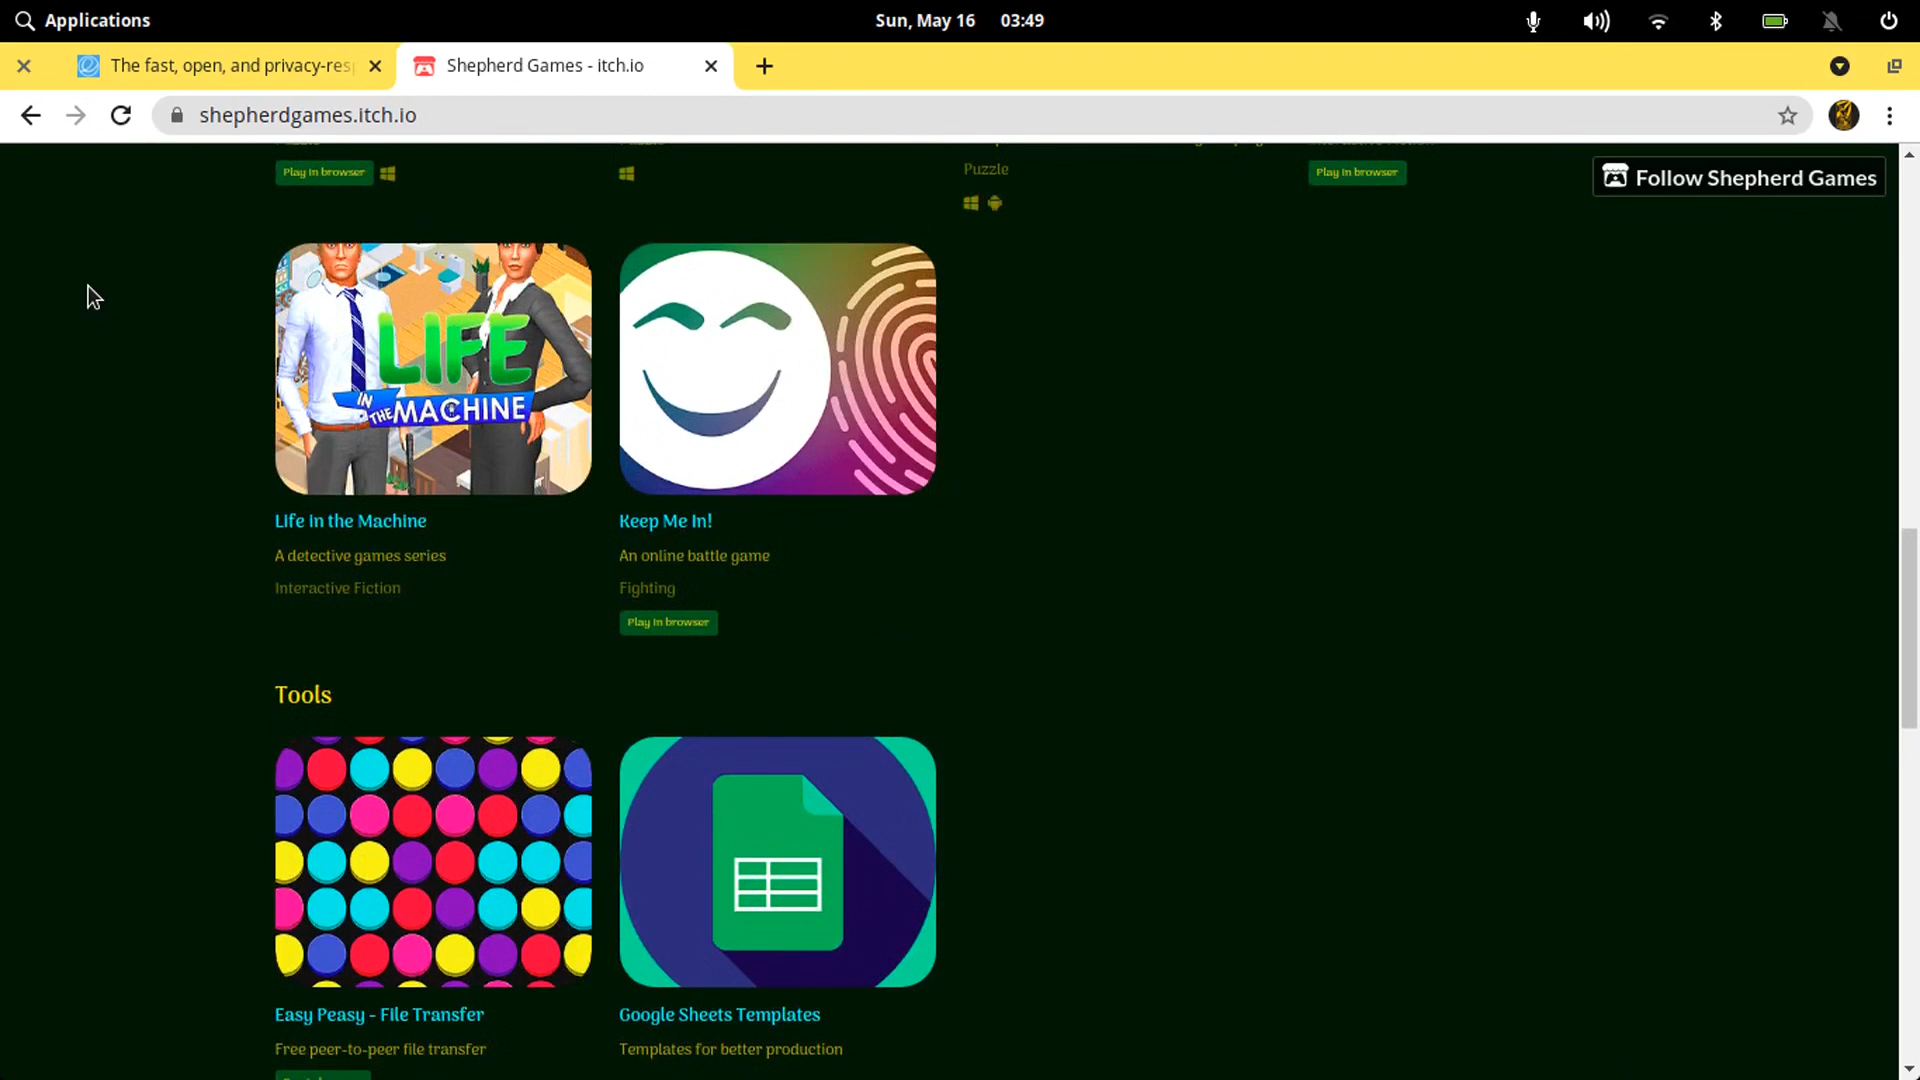 Applications
Sun, May 16 03:49
The fast, open, and privacy-resp
Shepherd Games - itch.io
shepherdgames.itch.io
Play in browser
Puzzle
Play in browser
Follow Shepherd Games
LIFE
IN
THE MACHINE
Life in the Machine
Keep Me In!
A detective games series
An online battle game
Interactive Fiction
Fighting
Play in browser
Tools
Easy Peasy - File Transfer
Google Sheets Templates
Free peer-to-peer file transfer
Templates for better production